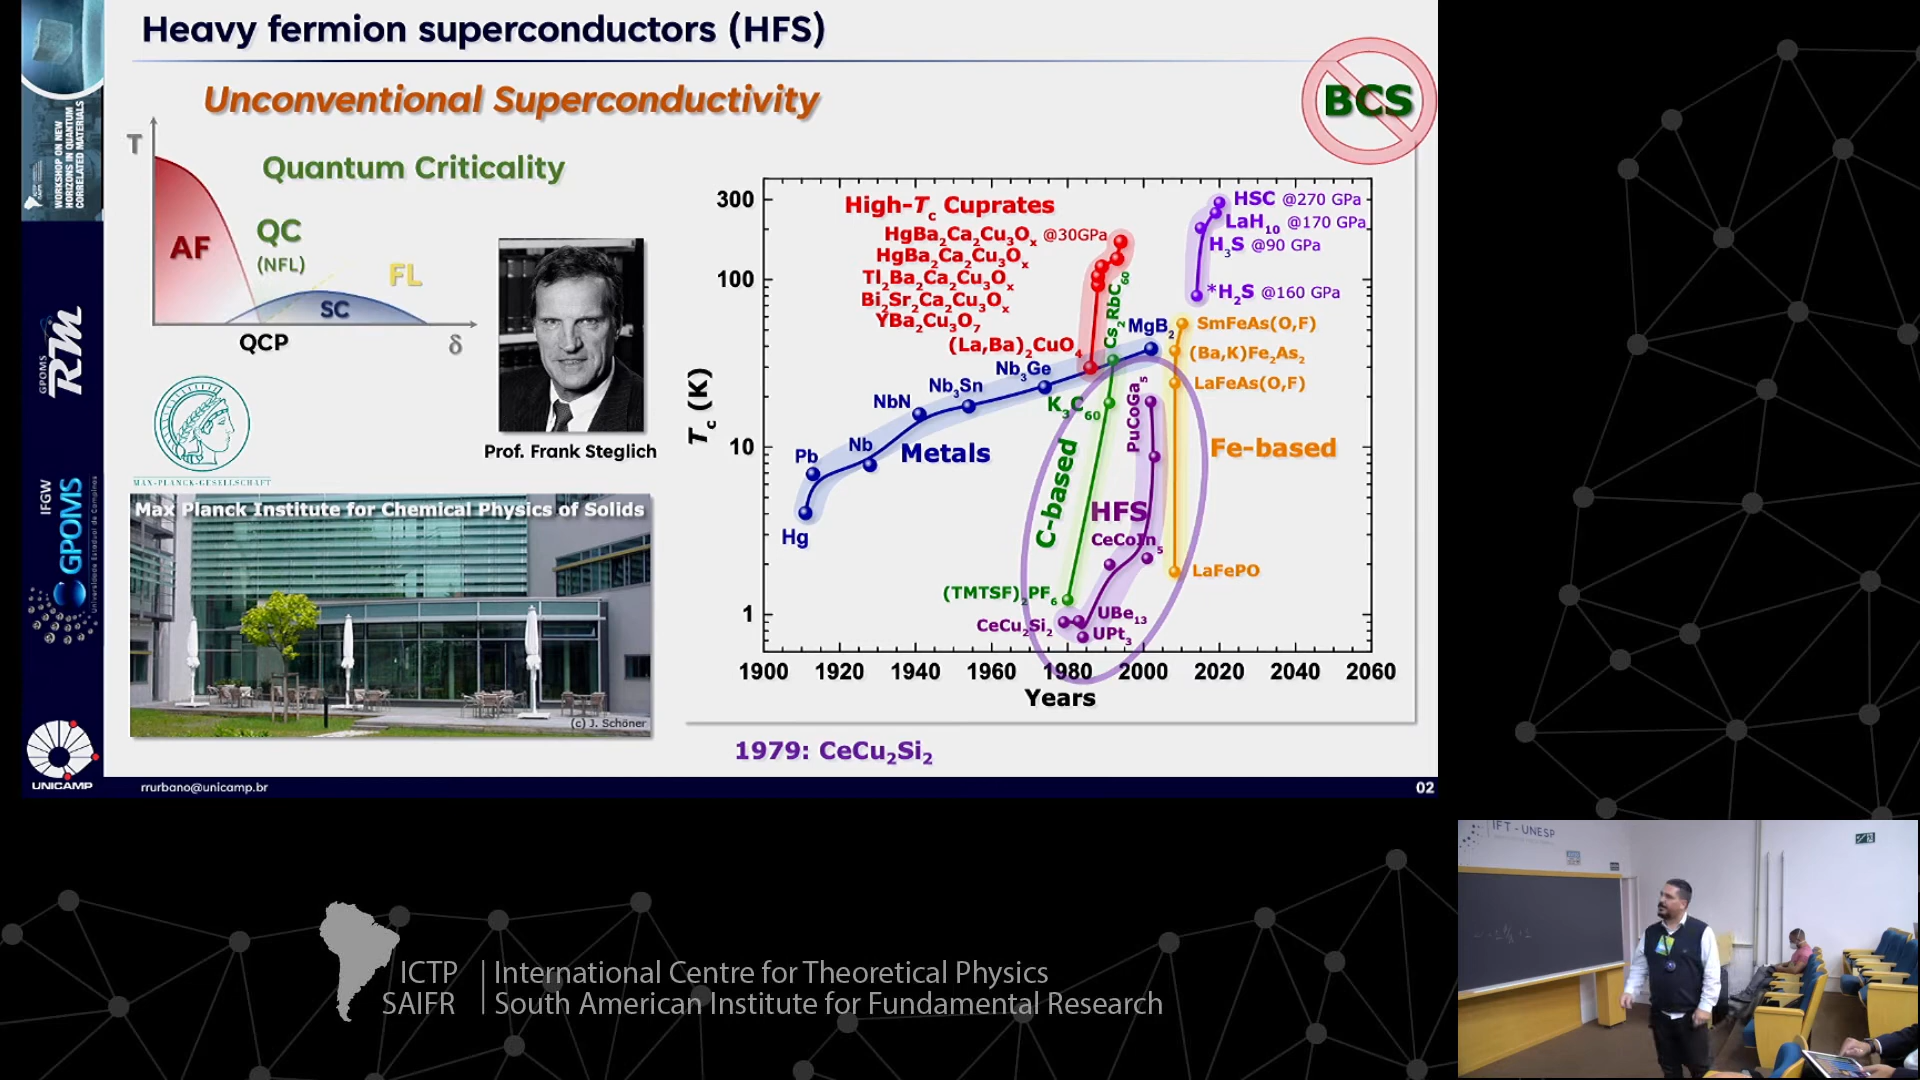 Heavy fermion superconductors (HFS)
Unconventional Superconductivity
BCS
WORKSHOP ON NEW
HORIZONS IN QUANTUM
CORRELATED MATERIALS
T
Quantum Criticality
AF
QC
(NFL)
FL
SC
QCP
δ
Prof. Frank Steglich
MAX-PLANCK-GESELLSCHAFT
Max Planck Institute for Chemical Physics of Solids
(c) J. Schöner
GPOMS
RM
IFGW
GPOMS
Universidade Estadual de Campinas
UNICAMP
300
100
10
1
Tc (K)
High-Tc Cuprates
HgBa2Ca2Cu3Ox @30GPa
HgBa2Ca2Cu3Ox
Tl2Ba2Ca2Cu3Ox
Bi2Sr2Ca2Cu3Ox
YBa2Cu3O7
(La,Ba)2CuO4
Cs2RbC60
MgB2
Nb3Ge
Nb3Sn
NbN
Nb
Pb
Hg
Metals
K3C60
C-based
PuCoGa5
HFS
CeCoIn5
(TMTSF)2PF6
CeCu2Si2
UBe13
UPt3
HSC @270 GPa
LaH10 @170 GPa
H3S @90 GPa
*H2S @160 GPa
SmFeAs(O,F)
(Ba,K)Fe2As2
LaFeAs(O,F)
Fe-based
LaFePO
1900 1920 1940 1960 1980 2000 2020 2040 2060
Years
1979: CeCu2Si2
rrurbano@unicamp.br
02
IFT - UNESP
ICTP
SAIFR
International Centre for Theoretical Physics
South American Institute for Fundamental Research